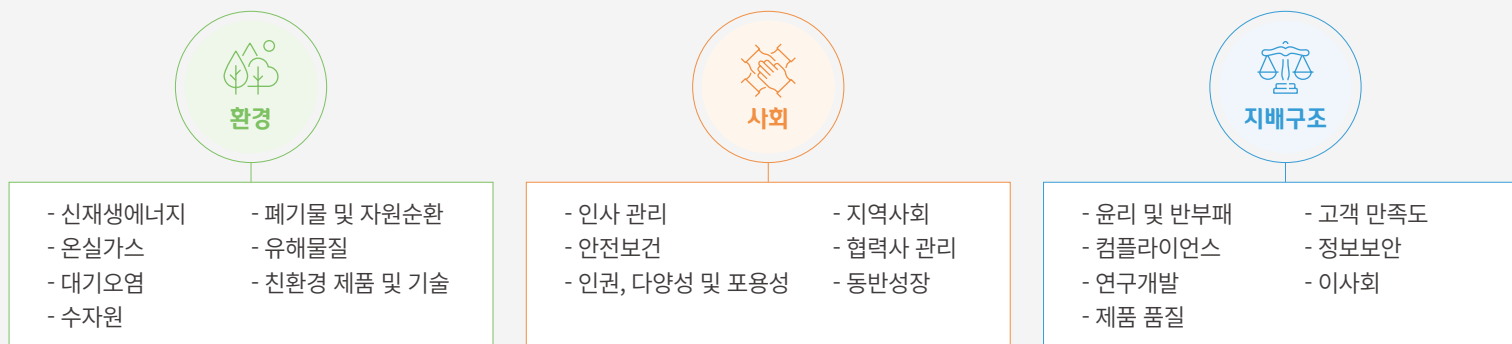 환경
- 신재생에너지
- 온실가스
- 대기오염
- 수자원
- 폐기물 및 자원순환
- 유해물질
- 친환경 제품 및 기술
사회
- 인사 관리
- 안전보건
- 인권, 다양성 및 포용성
- 지역사회
- 협력사 관리
- 동반성장
지배구조
- 윤리 및 반부패
- 컴플라이언스
- 연구개발
- 제품 품질
- 고객 만족도
- 정보보안
- 이사회